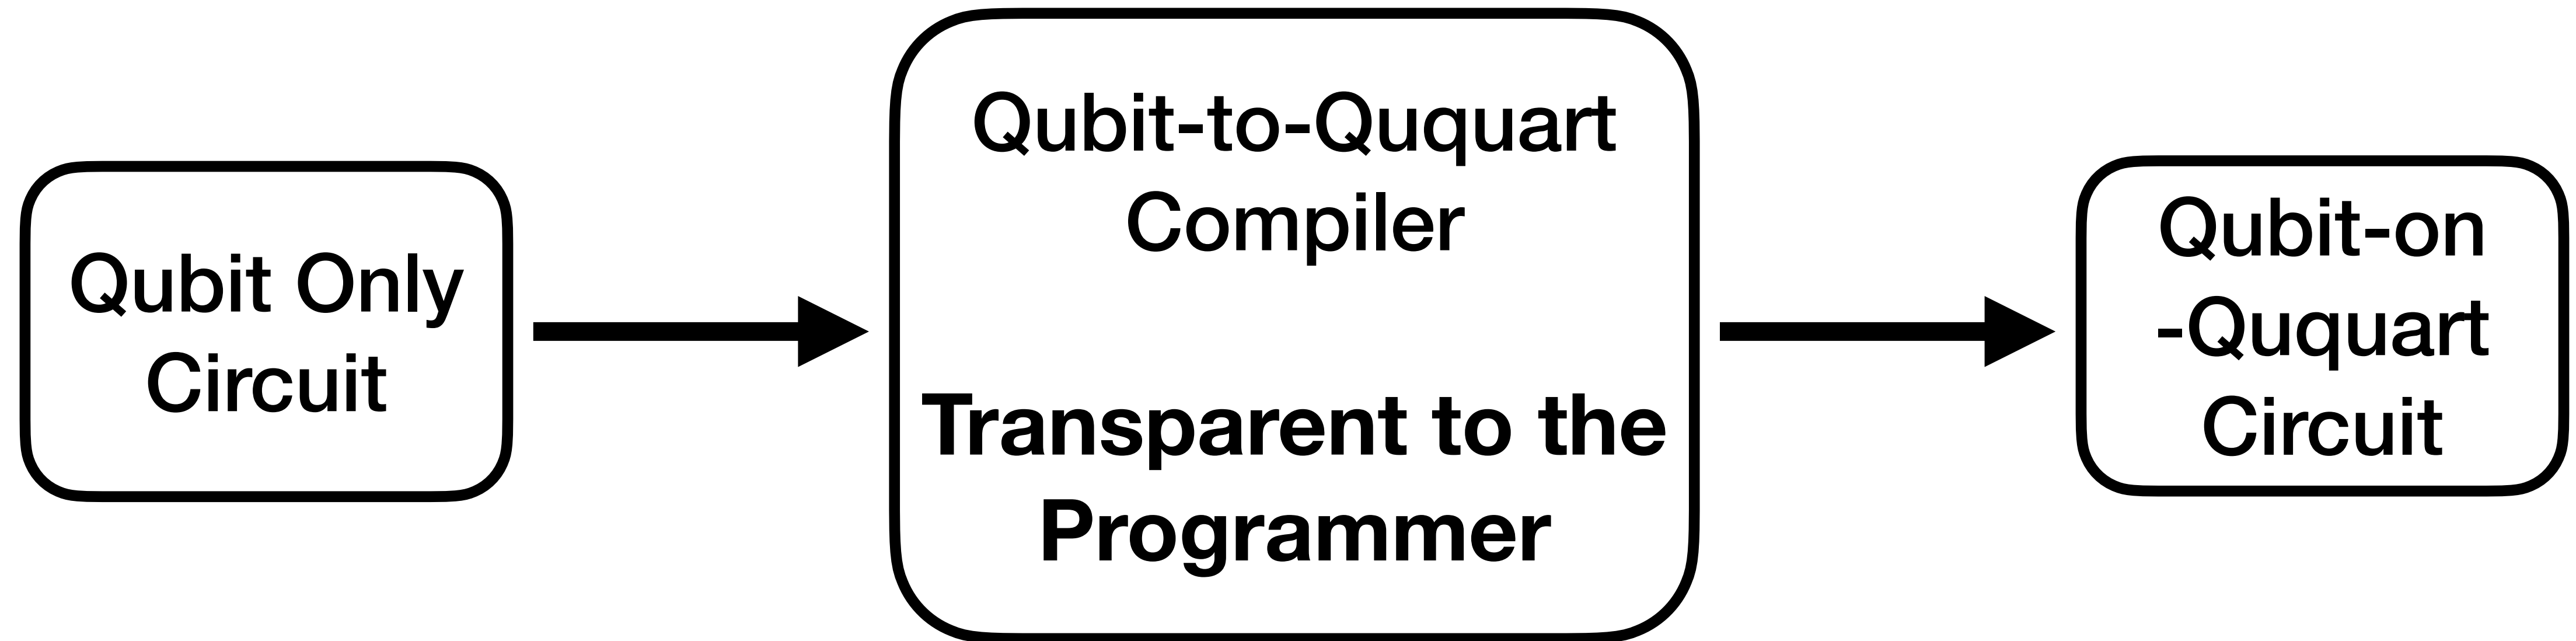 Qubit Only
Circuit
Qubit-to-Ququart
Compiler
Transparent to the
Programmer
Qubit-on
-Ququart
Circuit